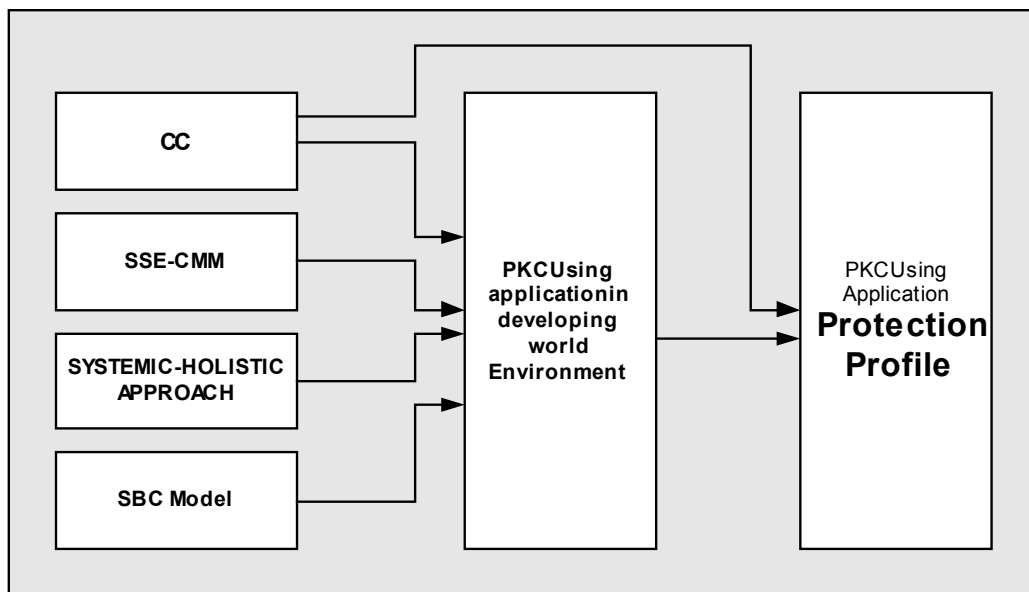 CC
SSE-CMM
SYSTEMIC-HOLISTIC
APPROACH
SBC Model
PKCUsing
applicationin
developing
world
Environment
PKCUsing
Application
Protection
Profile